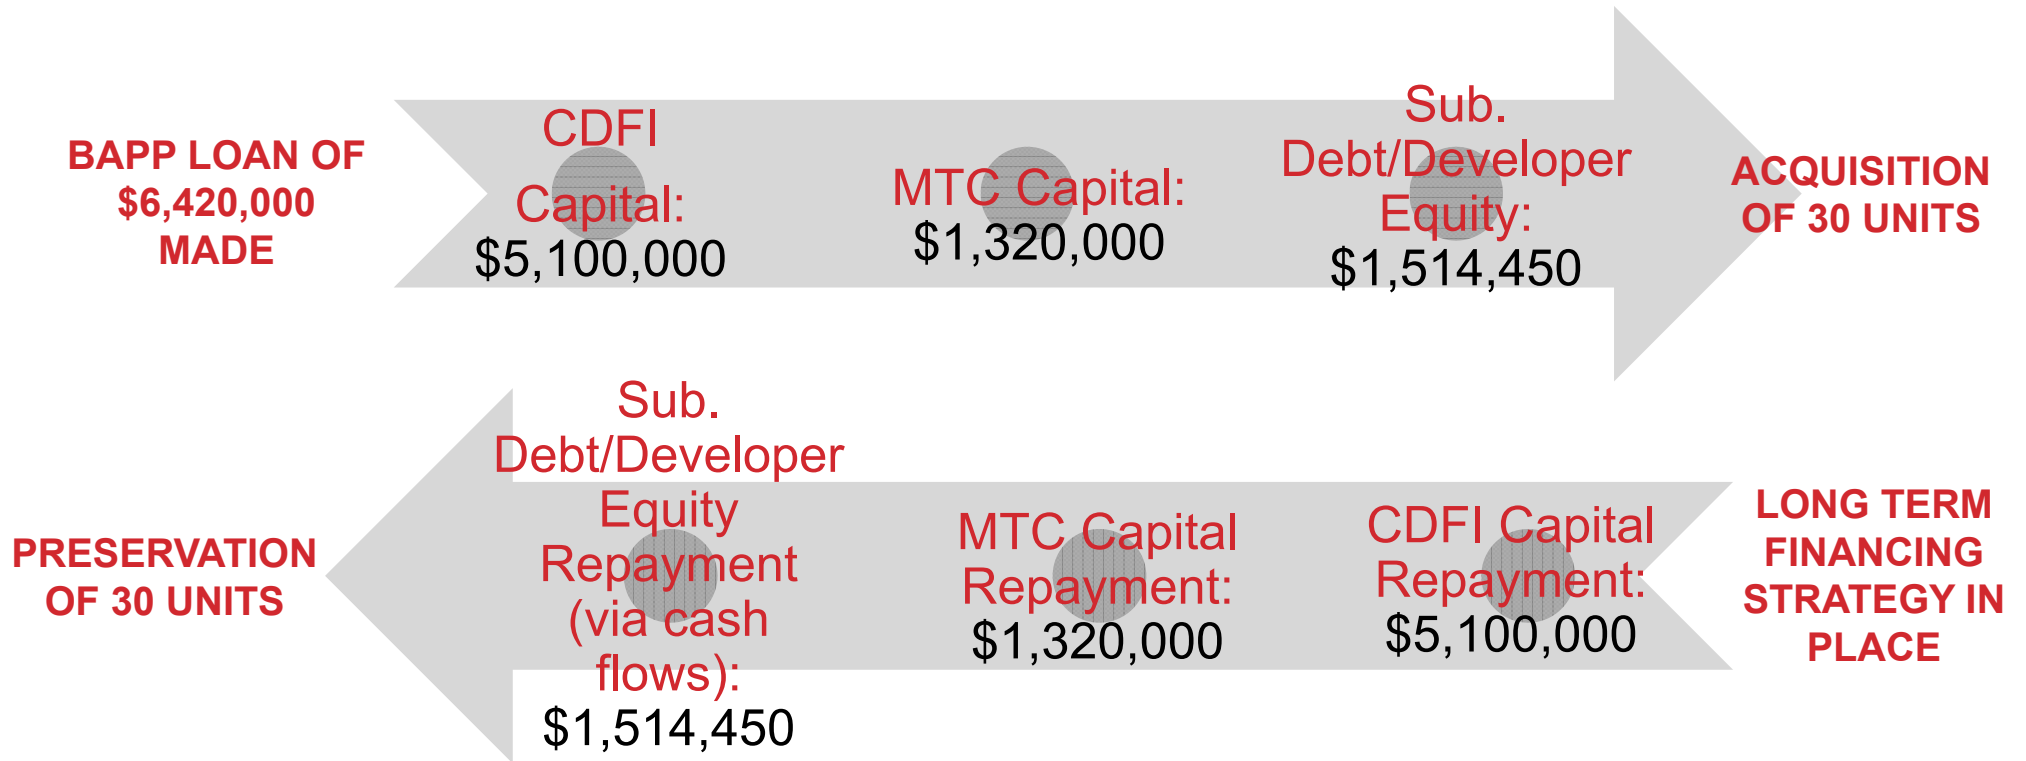 BAPP LOAN OF
$6,420,000
MADE
CDFI
Capital:
$5,100,000
MTC Capital:
$1,320,000
Sub.
Debt/Developer
Equity:
$1,514,450
ACQUISITION
OF 30 UNITS
LONG TERM
FINANCING
STRATEGY IN
PLACE
CDFI Capital
Repayment:
$5,100,000
MTC Capital
Repayment:
$1,320,000
Sub.
Debt/Developer
Equity
Repayment
(via cash
flows):
$1,514,450
PRESERVATION
OF 30 UNITS